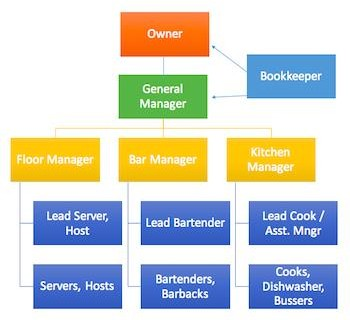 Owner
Bookkeeper
General
Manager
Floor Manager
Bar Manager
Kitchen
Manager
Lead Server,
Host
Lead Bartender
Lead Cook /
Asst. Mngr
Servers, Hosts
Bartenders,
Barbacks
Cooks,
Dishwasher,
Bussers